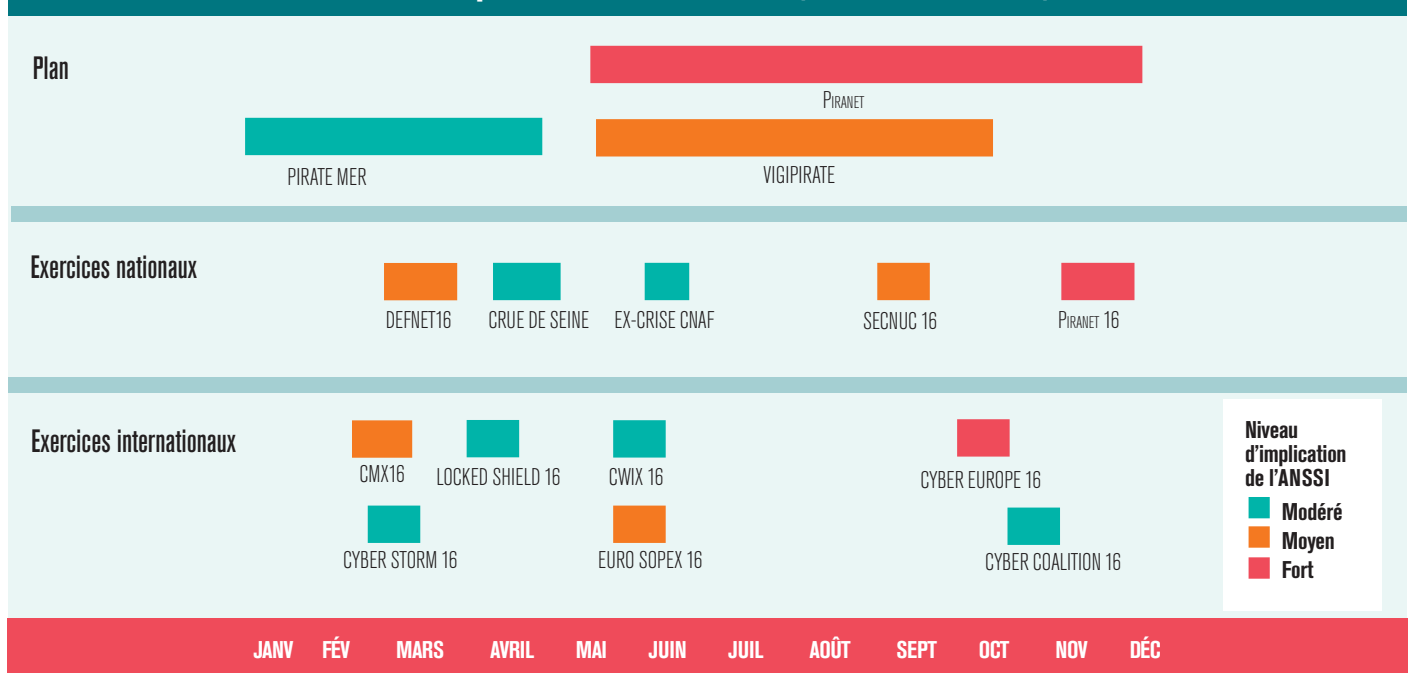 Plan
Piranet
PIRATE MER
VIGIPIRATE
Exercices nationaux
DEFNET16
CRUE DE SEINE
EX-CRISE CNAF
SECNUC 16
Piranet 16
Exercices internationaux
CMX16
LOCKED SHIELD 16
CWIX 16
CYBER EUROPE 16
CYBER STORM 16
EURO SOPEX 16
CYBER COALITION 16
Niveau
d'implication
de l'ANSSI
Modéré
Moyen
Fort
JANV FÉV MARS AVRIL MAI JUIN JUIL AOÛT SEPT OCT NOV DÉC